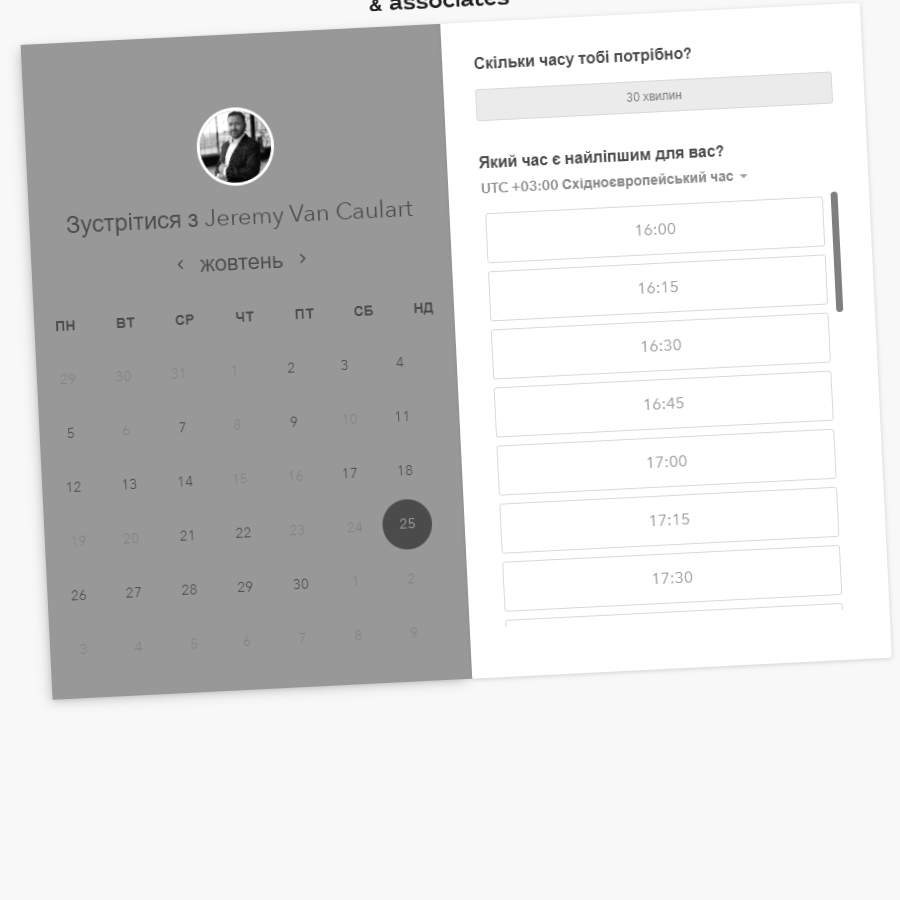 & associates
Зустрітися з Jeremy Van Caulart
жовтень
ПН ВТ СР ЧТ ПТ СБ НД
29 30 31 1 2 3 4
5 6 7 8 9 10 11
12 13 14 15 16 17 18
19 20 21 22 23 24 25
26 27 28 29 30 1 2
3 4 5 6 7 8 9
Скільки часу тобі потрібно?
30 хвилин
Який час є найліпшим для вас?
UTC +03:00 Східноєвропейський час
16:00
16:15
16:30
16:45
17:00
17:15
17:30